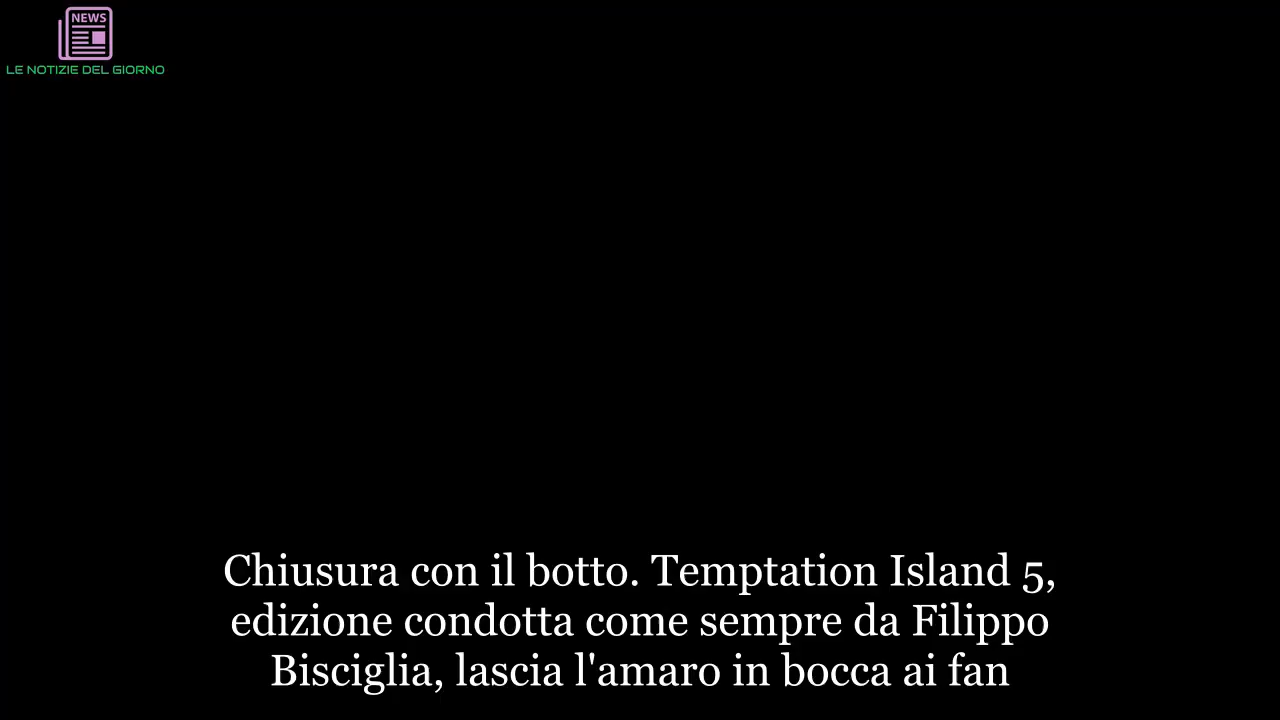 NEWS
LE NOTIZIE DEL GIORNO
Chiusura con il botto. Temptation Island 5,
edizione condotta come sempre da Filippo
Bisciglia, lascia l'amaro in bocca ai fan